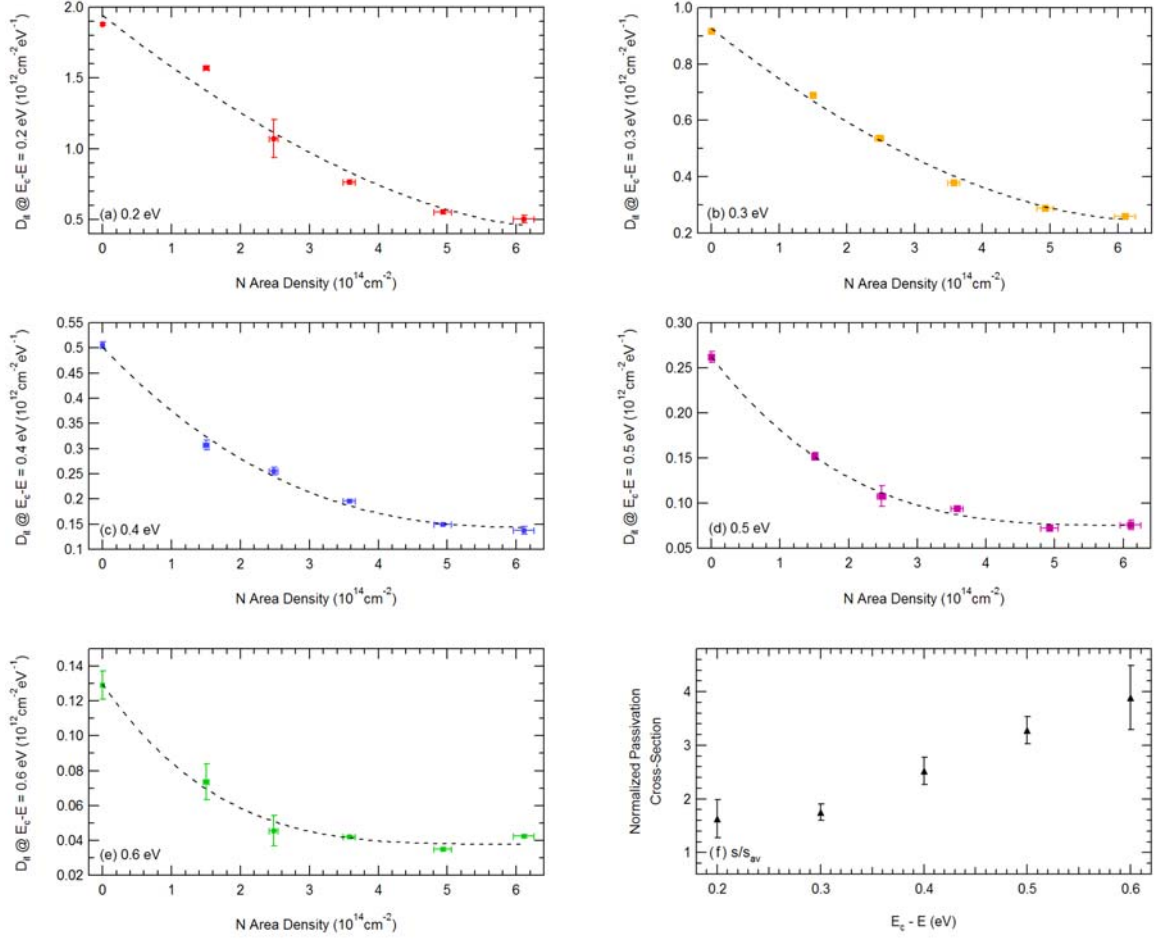 D_it @ E_c-E = 0.2 eV (10^12 cm^-2 eV^-1)
2.0
1.5
1.0
0.5
(a) 0.2 eV
0 1 2 3 4 5 6
N Area Density (10^14 cm^-2)
D_it @ E_c-E = 0.3 eV (10^12 cm^-2 eV^-1)
1.0
0.8
0.6
0.4
0.2
(b) 0.3 eV
0 1 2 3 4 5 6
N Area Density (10^14 cm^-2)
D_it @ E_c-E = 0.4 eV (10^12 cm^-2 eV^-1)
0.55
0.5
0.45
0.4
0.35
0.3
0.25
0.2
0.15
0.1
(c) 0.4 eV
0 1 2 3 4 5 6
N Area Density (10^14 cm^-2)
D_it @ E_c-E = 0.5 eV (10^12 cm^-2 eV^-1)
0.30
0.25
0.20
0.15
0.10
0.05
(d) 0.5 eV
0 1 2 3 4 5 6
N Area Density (10^14 cm^-2)
D_it @ E_c-E = 0.6 eV (10^12 cm^-2 eV^-1)
0.14
0.12
0.10
0.08
0.06
0.04
0.02
(e) 0.6 eV
0 1 2 3 4 5 6
N Area Density (10^14 cm^-2)
Normalized Passivation
Cross-Section
4
3
2
1
(f) s/s_av
0.2 0.3 0.4 0.5 0.6
E_c - E (eV)